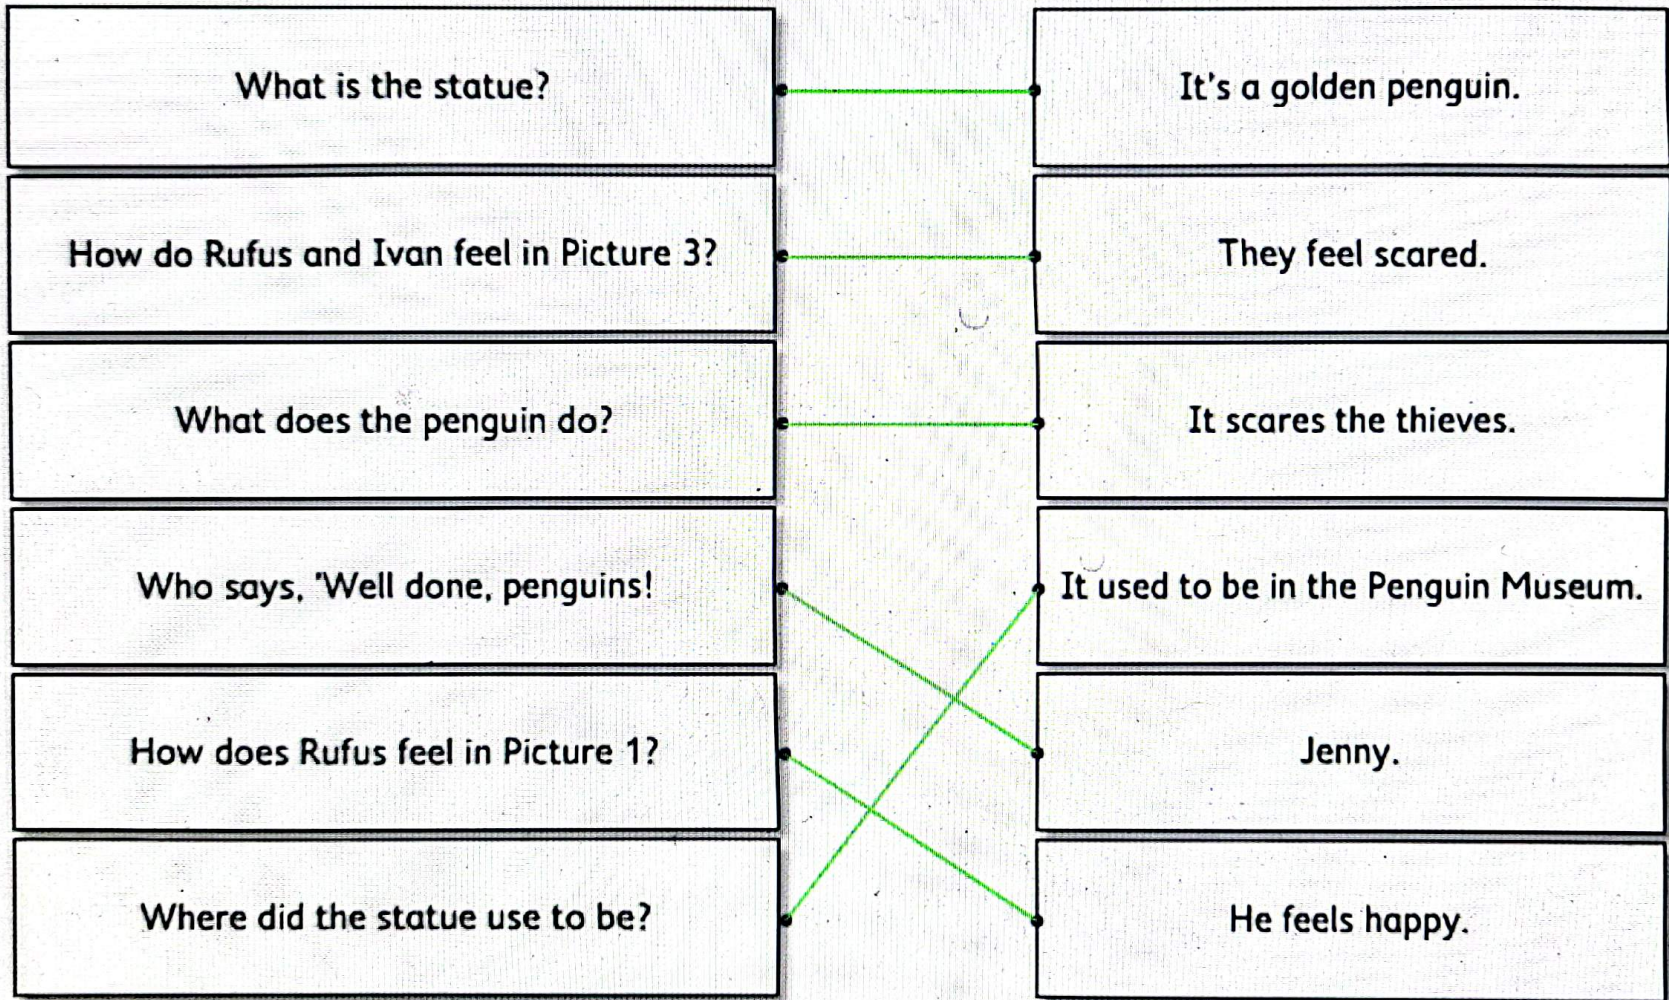 What is the statue?
It's a golden penguin.
How do Rufus and Ivan feel in Picture 3?
They feel scared.
What does the penguin do?
It scares the thieves.
Who says, "Well done, penguins!
It used to be in the Penguin Museum.
How does Rufus feel in Picture 1?
Jenny.
Where did the statue use to be?
He feels happy.